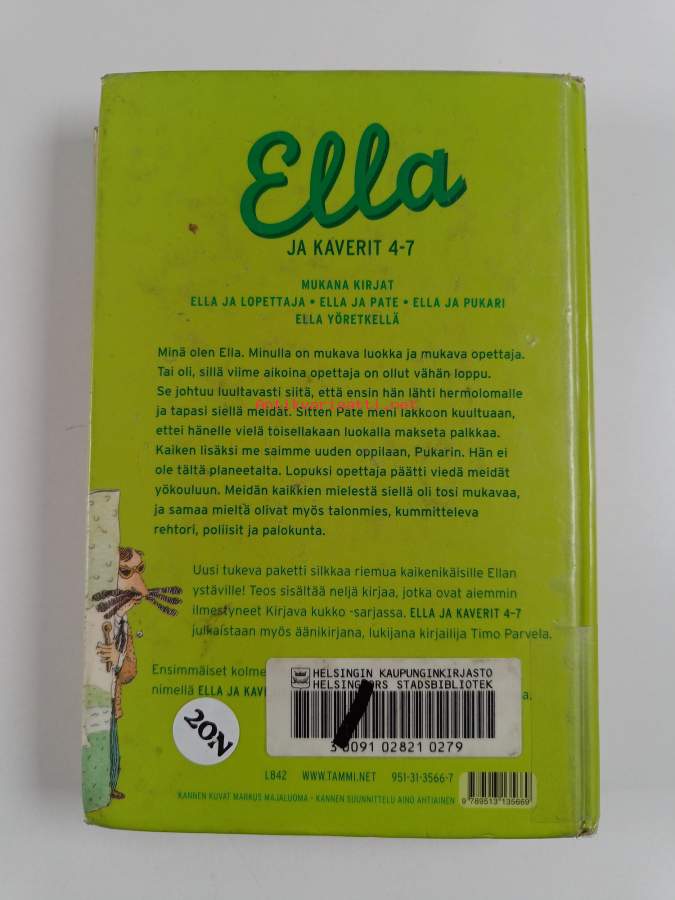 Ella
JA KAVERIT 4-7
MUKANA KIRJAT
ELLA JA LOPETTAJA • ELLA JA PATE • ELLA JA PUKARI
ELLA YÖRETKELLÄ
Minä olen Ella. Minulla on mukava luokka ja mukava opettaja.
Tai oli, sillä viime aikoina opettaja on ollut vähän loppu.
Se johtuu luultavasti siitä, että ensin hän lähti hermolomalle
antikvariaatti.net
ja tapasi siellä meidät. Sitten Pate meni lakkoon kuultuaan,
ettei hänelle vielä toisellakaan luokalla makseta palkkaa.
Kaiken lisäksi me saimme uuden oppilaan, Pukarin. Hän ei
ole tältä planeetalta. Lopuksi opettaja päätti viedä meidät
yökouluun. Meidän kaikkien mielestä siellä oli tosi mukavaa,
ja samaa mieltä olivat myös talonmies, kummitteleva
rehtori, poliisit ja palokunta.
Uusi tukeva paketti silkkaa riemua kaikenikäisille Ellan
ystäville! Teos sisältää neljä kirjaa, jotka ovat aiemmin
ilmestyneet Kirjava kukko -sarjassa. ELLA JA KAVERIT 4-7
julkaistaan myös äänikirjana, lukijana kirjailija Timo Parvela.
Ensimmäiset kolme
nimellä ELLA JA KAVE
HELSINGIN KAUPUNGINKIRJASTO
HELSINGFORS STADSBIBLIOTEK
3 0091 02821 0279
20N
L842 WWW.TAMMI.NET 951-31-3566-7
9 789513 135669
KANNEN KUVAT MARKUS MAJALUOMA - KANNEN SUUNNITTELU AINO AHTIAINEN